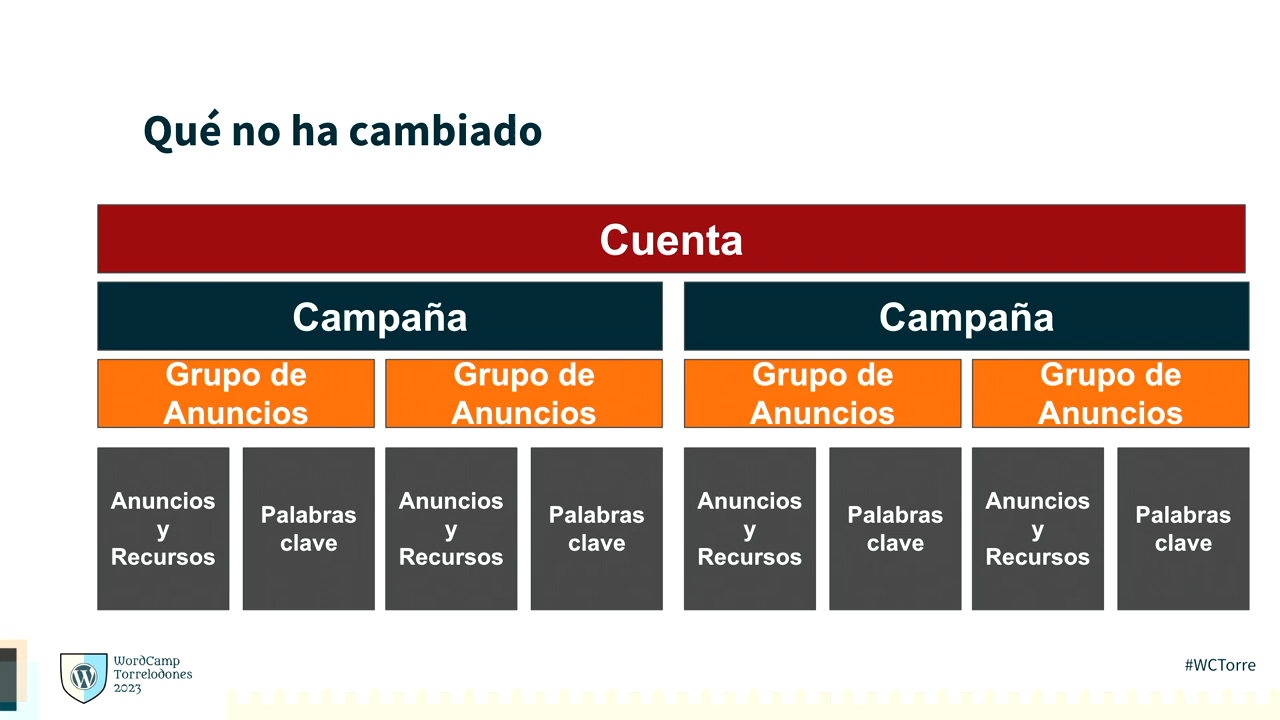 Qué no ha cambiado
Cuenta
Campaña
Campaña
Grupo de
Anuncios
Grupo de
Anuncios
Grupo de
Anuncios
Grupo de
Anuncios
Anuncios
y
Recursos
Palabras
clave
Anuncios
y
Recursos
Palabras
clave
Anuncios
y
Recursos
Palabras
clave
Anuncios
y
Recursos
Palabras
clave
WordCamp
Torrelodones
2023
#WCTorre